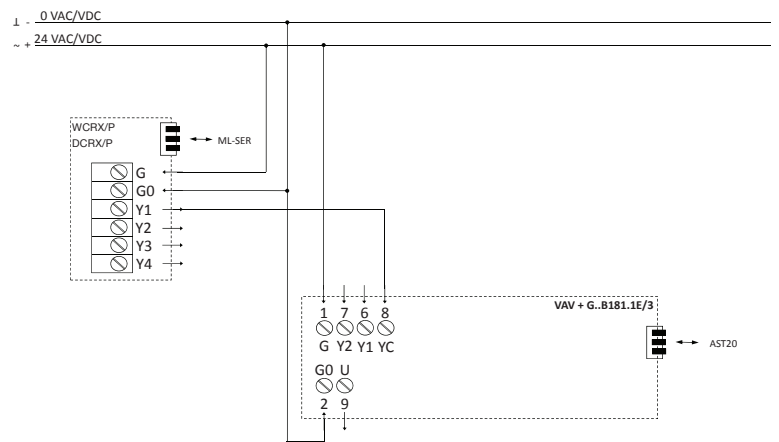 ⊥ - 0 VAC/VDC
~ + 24 VAC/VDC
WCRX/P
DCRX/P
ML-SER
G
G0
Y1
Y2
Y3
Y4
VAV + G..B181.1E/3
1 7 6 8
G Y2 Y1 YC
AST20
G0 U
2 9